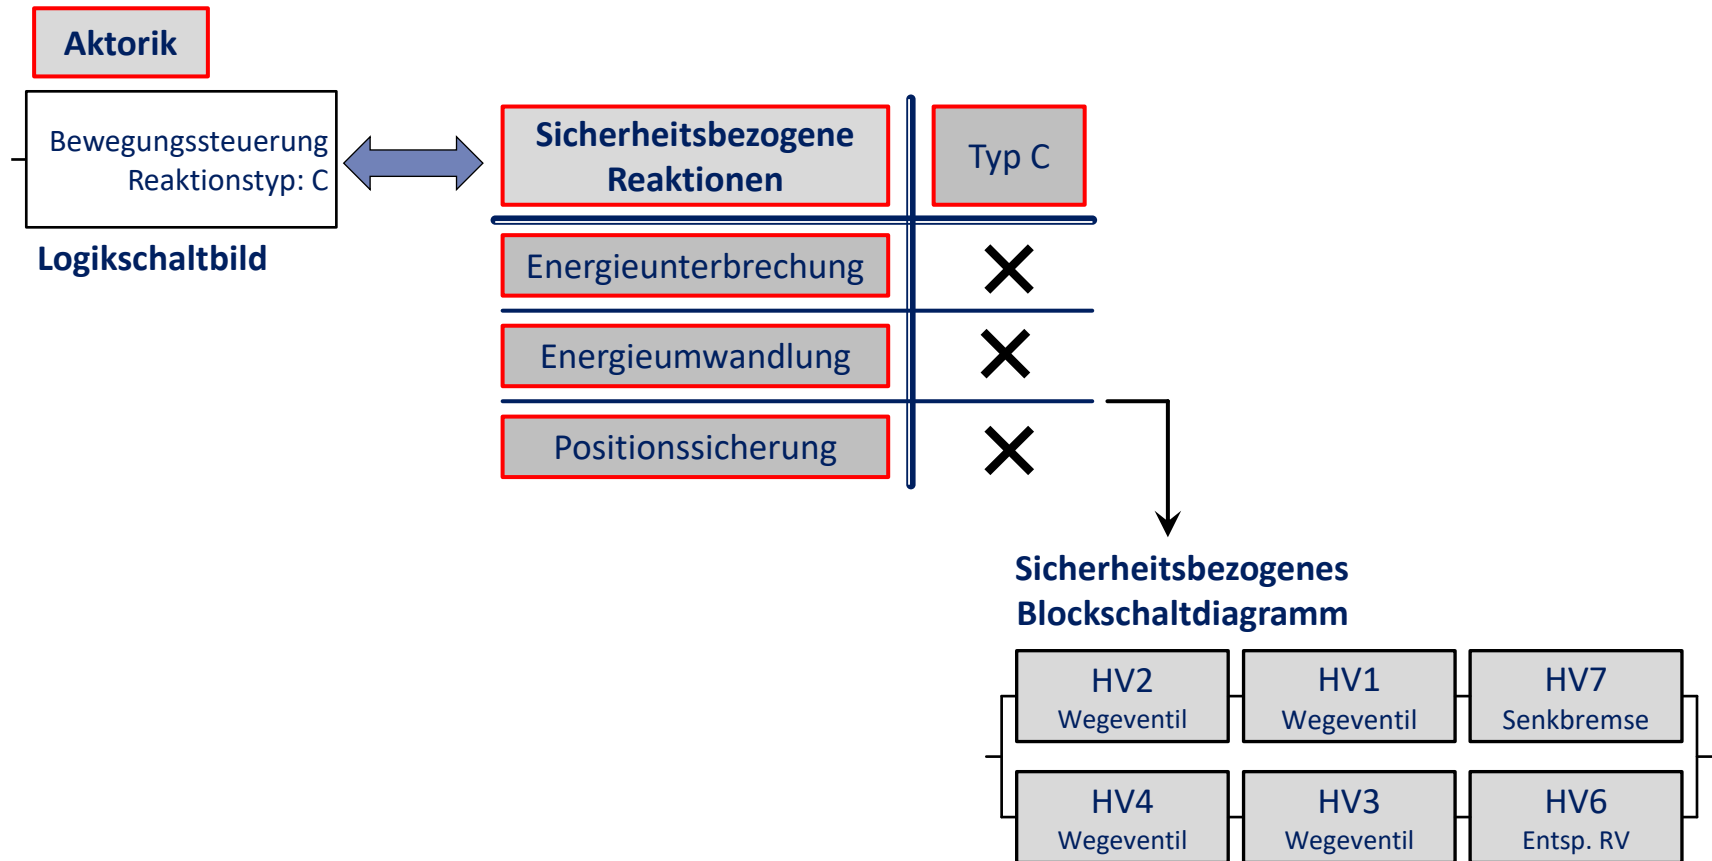 Aktorik
Bewegungssteuerung
Reaktionstyp: C
Logikschaltbild
Sicherheitsbezogene
Reaktionen
Typ C
Energieunterbrechung
Energieumwandlung
Positionssicherung
Sicherheitsbezogenes
Blockschaltdiagramm
HV2
Wegeventil
HV1
Wegeventil
HV7
Senkbremse
HV4
Wegeventil
HV3
Wegeventil
HV6
Entsp. RV